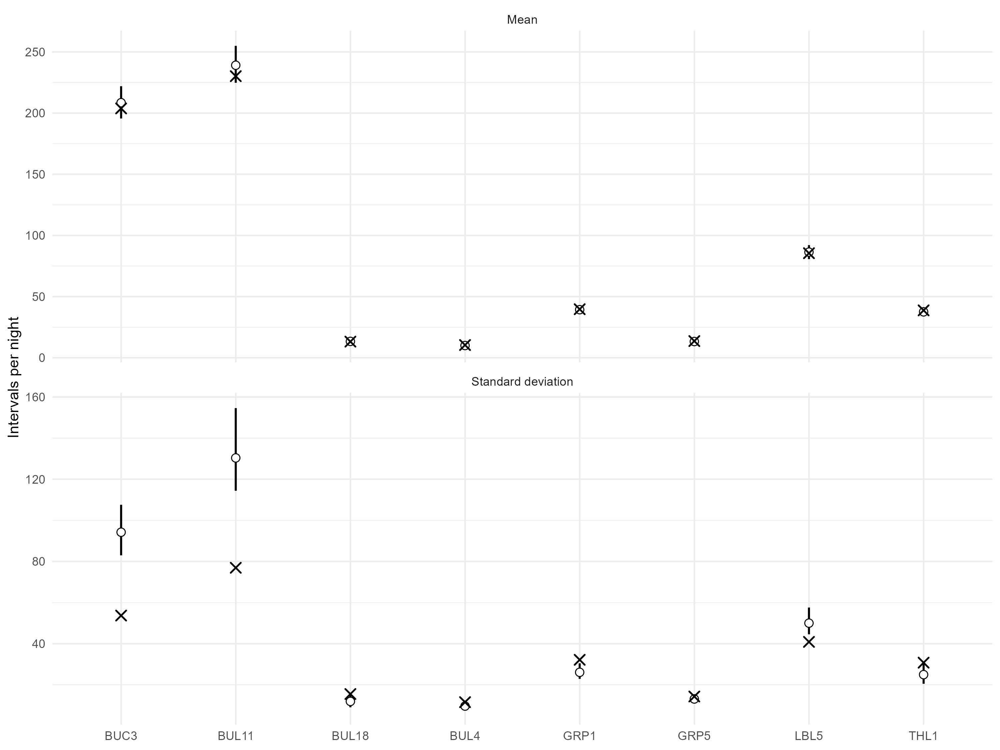 Mean
250
200
150
100
50
0
Intervals per night
Standard deviation
160
120
80
40
BUC3 BUL11 BUL18 BUL4 GRP1 GRP5 LBL5 THL1